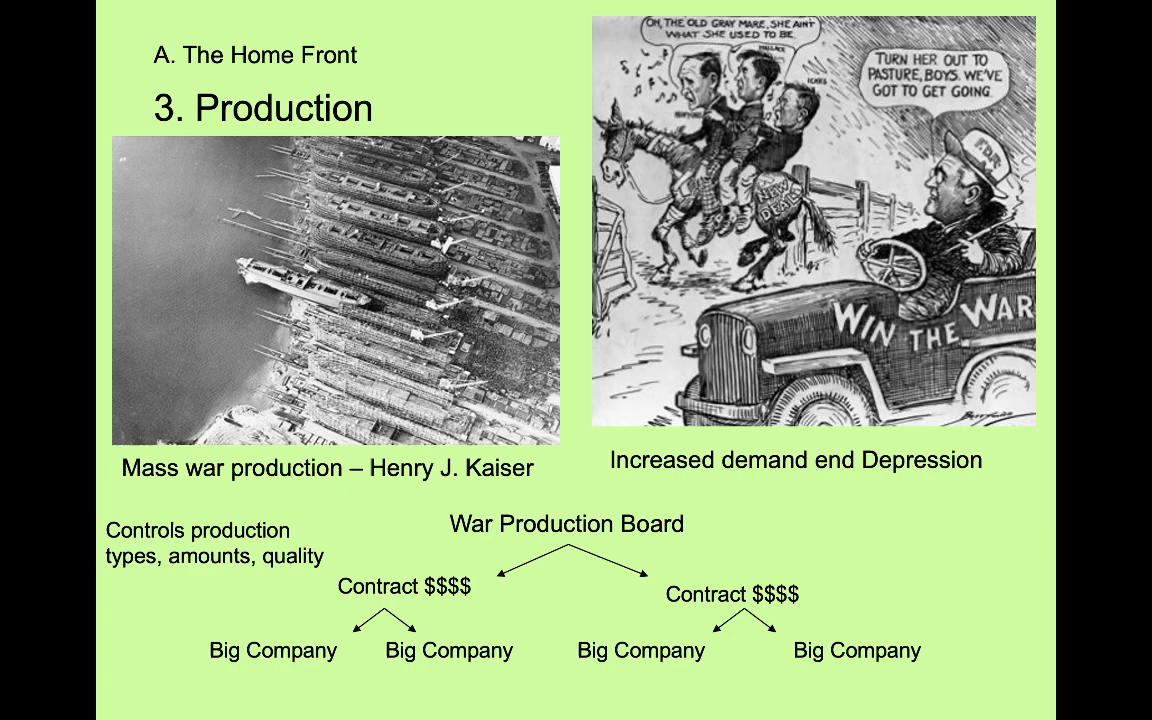 A. The Home Front
3. Production
OH, THE OLD GRAY MARE, SHE AIN'T
WHAT SHE USED TO BE
WALLACE
ICKES
TURN HER OUT TO
PASTURE, BOYS. WE'VE
GOT TO GET GOING.
F.D.R.
NEW
DEAL
WIN THE WAR
Mass war production – Henry J. Kaiser
Increased demand end Depression
Controls production
types, amounts, quality
War Production Board
Contract $$$$
Contract $$$$
Big Company
Big Company
Big Company
Big Company